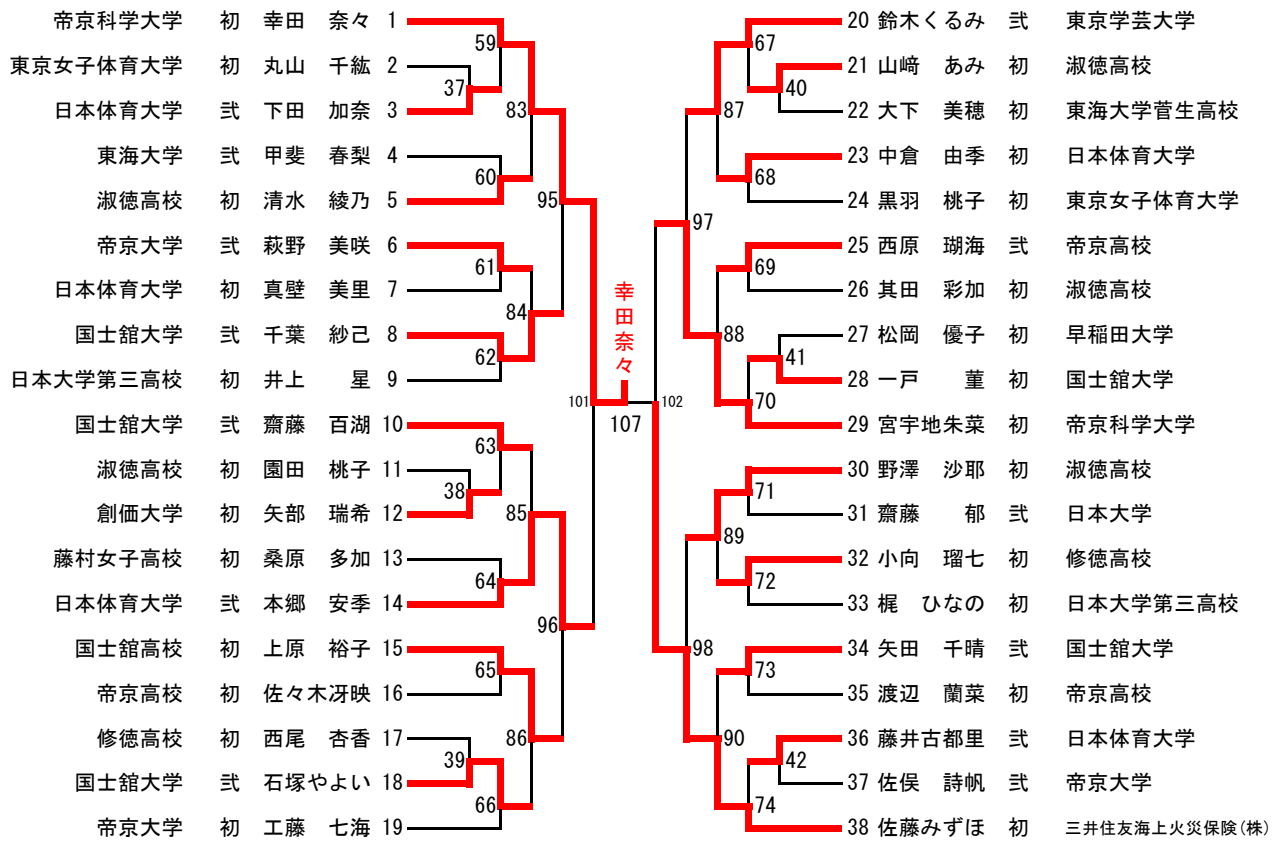 帝京科学大学 初 幸田 奈々 1
東京女子体育大学 初 丸山 千紘 2
日本体育大学 弐 下田 加奈 3
東海大学 弐 甲斐 春梨 4
淑徳高校 初 清水 綾乃 5
帝京大学 弐 萩野 美咲 6
日本体育大学 初 真壁 美里 7
国士舘大学 弐 千葉 紗己 8
日本大学第三高校 初 井上 星 9
国士舘大学 弐 齋藤 百湖 10
淑徳高校 初 園田 桃子 11
創価大学 初 矢部 瑞希 12
藤村女子高校 初 桑原 多加 13
日本体育大学 弐 本郷 安季 14
国士舘高校 初 上原 裕子 15
帝京高校 初 佐々木冴映 16
修徳高校 初 西尾 杏香 17
国士舘大学 弐 石塚やよい 18
帝京大学 初 工藤 七海 19
37
38
39
59
60
61
62
63
64
65
66
83
84
85
86
95
96
101
幸田奈々
107
102
97
98
87
88
89
90
67
68
69
70
71
72
73
74
40
41
42
20 鈴木くるみ 弐 東京学芸大学
21 山﨑 あみ 初 淑徳高校
22 大下 美穂 初 東海大学菅生高校
23 中倉 由季 初 日本体育大学
24 黒羽 桃子 初 東京女子体育大学
25 西原 瑚海 弐 帝京高校
26 其田 彩加 初 淑徳高校
27 松岡 優子 初 早稲田大学
28 一戸 菫 初 国士舘大学
29 宮宇地朱菜 初 帝京科学大学
30 野澤 沙耶 初 淑徳高校
31 齋藤 郁 弐 日本大学
32 小向 瑠七 初 修徳高校
33 梶 ひなの 初 日本大学第三高校
34 矢田 千晴 弐 国士舘大学
35 渡辺 蘭菜 初 帝京高校
36 藤井古都里 弐 日本体育大学
37 佐俣 詩帆 弐 帝京大学
38 佐藤みずほ 初 三井住友海上火災保険(株)